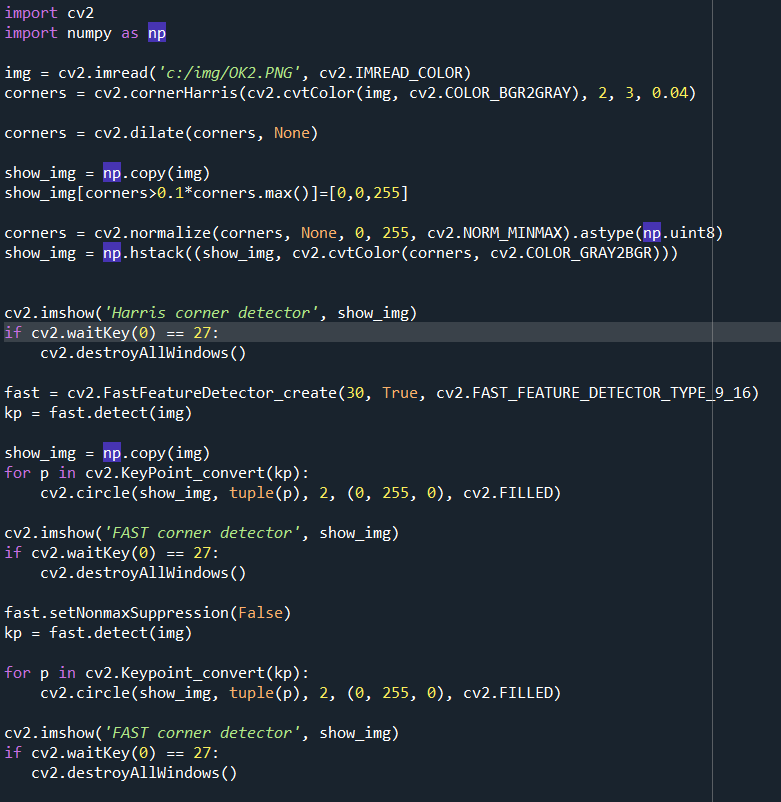 import cv2
import numpy as np
img = cv2.imread('c:/img/OK2.PNG', cv2.IMREAD_COLOR)
corners = cv2.cornerHarris(cv2.cvtColor(img, cv2.COLOR_BGR2GRAY), 2, 3, 0.04)
corners = cv2.dilate(corners, None)
show_img = np.copy(img)
show_img[corners>0.1*corners.max()]=[0,0,255]
corners = cv2.normalize(corners, None, 0, 255, cv2.NORM_MINMAX).astype(np.uint8)
show_img = np.hstack((show_img, cv2.cvtColor(corners, cv2.COLOR_GRAY2BGR)))
cv2.imshow('Harris corner detector', show_img)
if cv2.waitKey(0) == 27:
    cv2.destroyAllWindows()
fast = cv2.FastFeatureDetector_create(30, True, cv2.FAST_FEATURE_DETECTOR_TYPE_9_16)
kp = fast.detect(img)
show_img = np.copy(img)
for p in cv2.KeyPoint_convert(kp):
    cv2.circle(show_img, tuple(p), 2, (0, 255, 0), cv2.FILLED)
cv2.imshow('FAST corner detector', show_img)
if cv2.waitKey(0) == 27:
    cv2.destroyAllWindows()
fast.setNonmaxSuppression(False)
kp = fast.detect(img)
for p in cv2.Keypoint_convert(kp):
    cv2.circle(show_img, tuple(p), 2, (0, 255, 0), cv2.FILLED)
cv2.imshow('FAST corner detector', show_img)
if cv2.waitKey(0) == 27:
   cv2.destroyAllWindows()